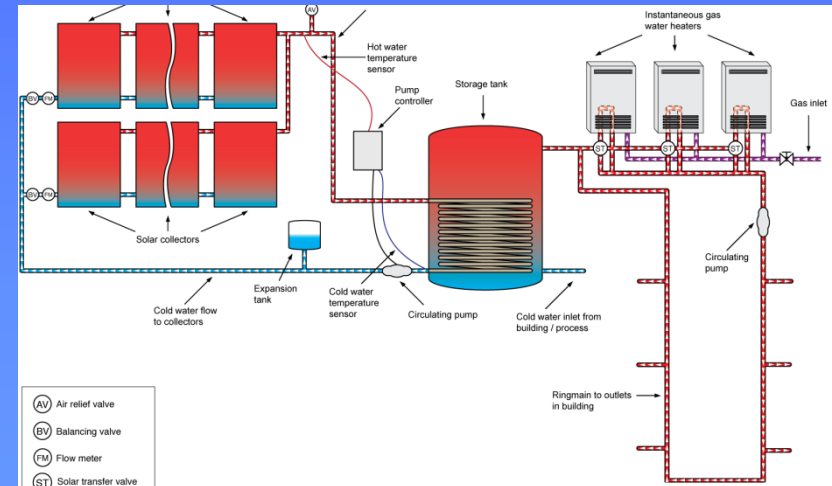 AV
Instantaneous gas
water heaters
Hot water
temperature
sensor
Storage tank
Pump
controller
Gas inlet
BV
FM
ST
ST
ST
BV
FM
Solar collectors
Circulating
pump
Cold water flow
to collectors
Expansion
tank
Cold water
temperature
sensor
Circulating pump
Cold water inlet from
building / process
Ringmain to outlets
in building
AV Air relief valve
BV Balancing valve
FM Flow meter
ST Solar transfer valve